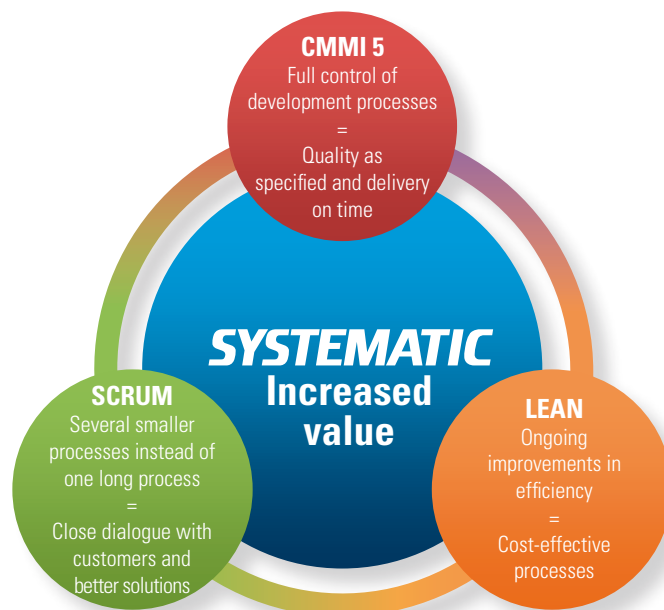 CMMI 5
Full control of
development processes
=
Quality as
specified and delivery
on time
SYSTEMATIC
Increased
value
SCRUM
Several smaller
processes instead of
one long process
=
Close dialogue with
customers and
better solutions
LEAN
Ongoing
improvements in
efficiency
=
Cost-effective
processes